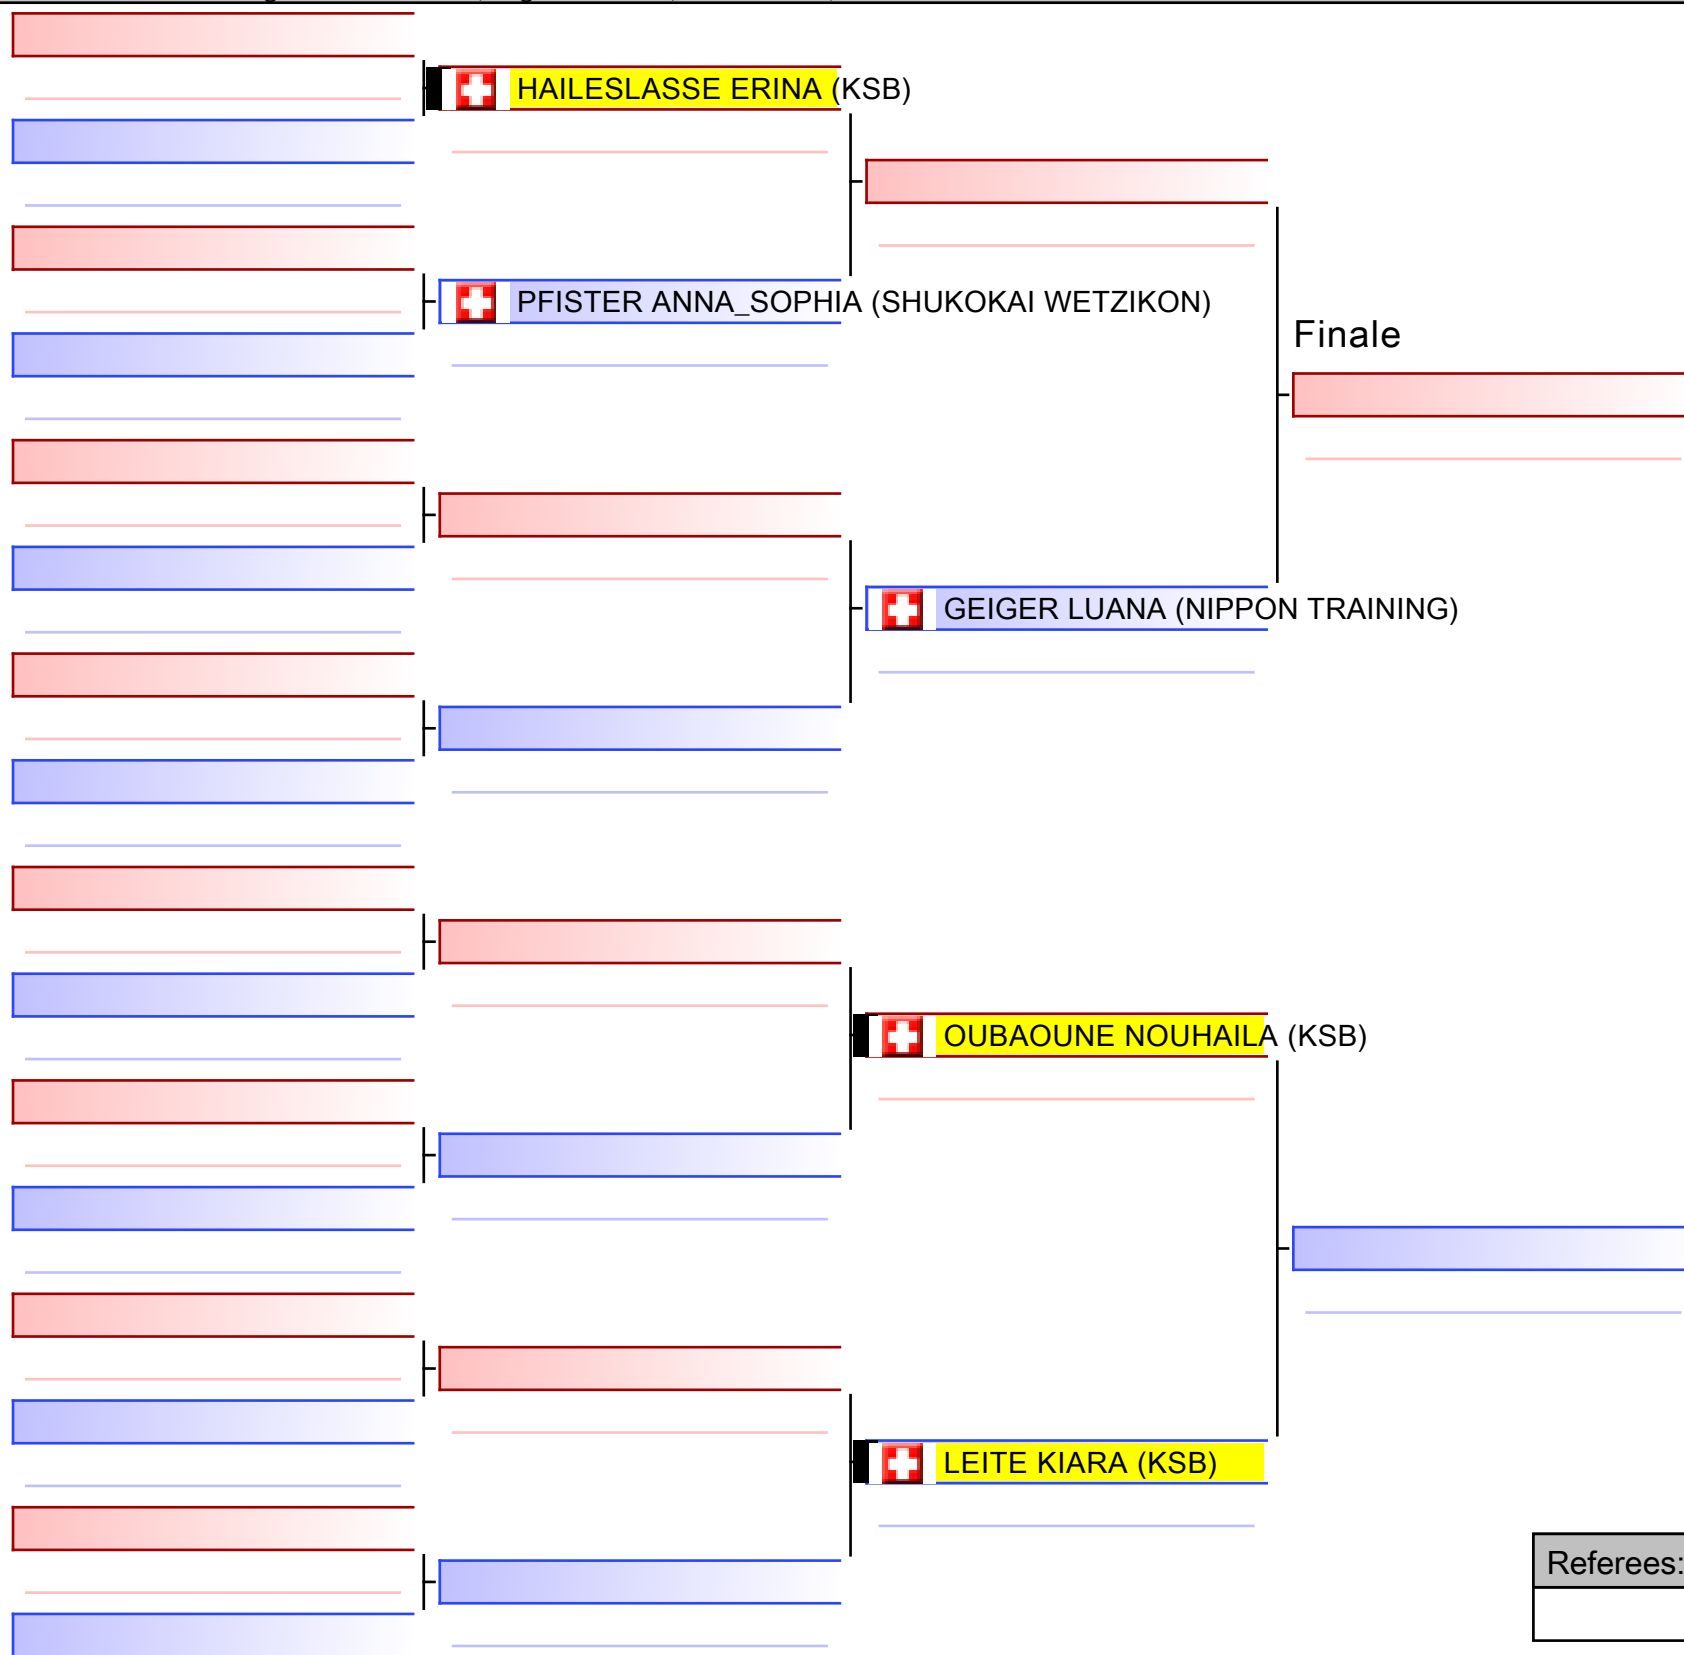 HAILESLASSE ERINA (KSB)
PFISTER ANNA_SOPHIA (SHUKOKAI WETZIKON)
Finale
GEIGER LUANA (NIPPON TRAINING)
OUBAOUNE NOUHAILA (KSB)
LEITE KIARA (KSB)
Referees: